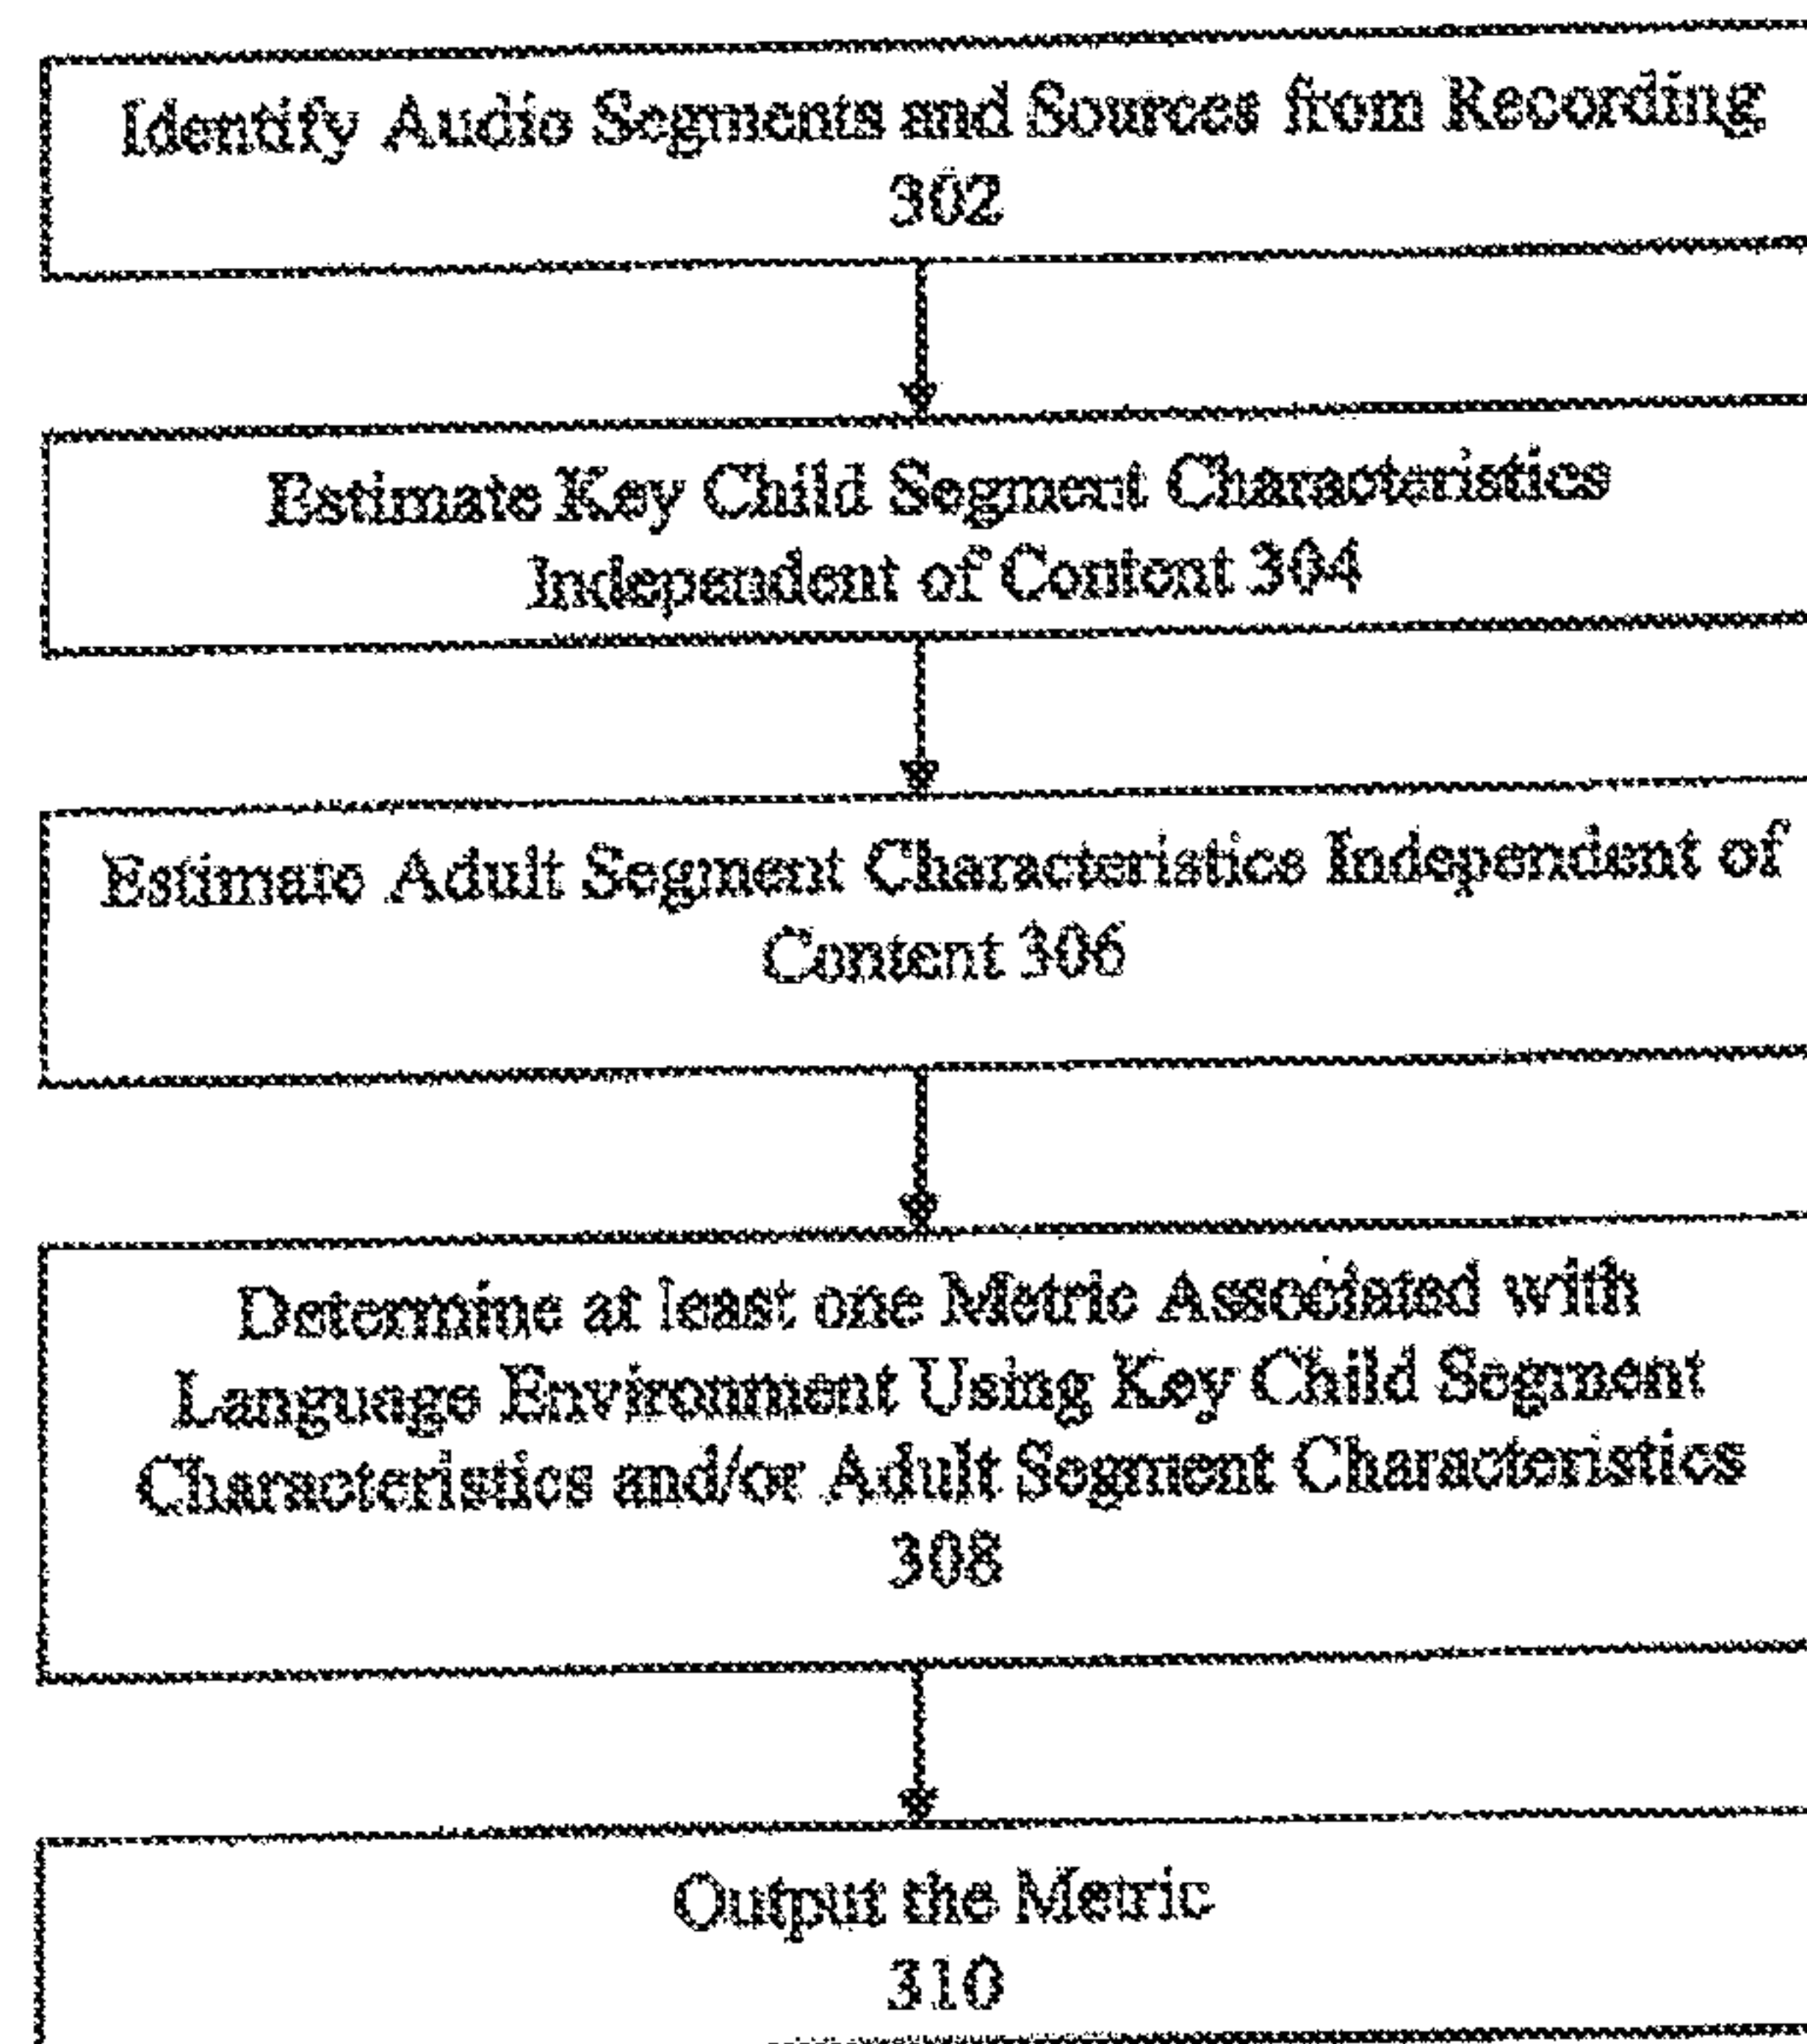 Identify Audio Segments and Sources from Recording
302
Estimate Key Child Segment Characteristics
Independent of Content 304
Estimate Adult Segment Characteristics Independent of
Content 306
Determine at least one Metric Associated with
Language Environment Using Key Child Segment
Characteristics and/or Adult Segment Characteristics
308
Output the Metric
310